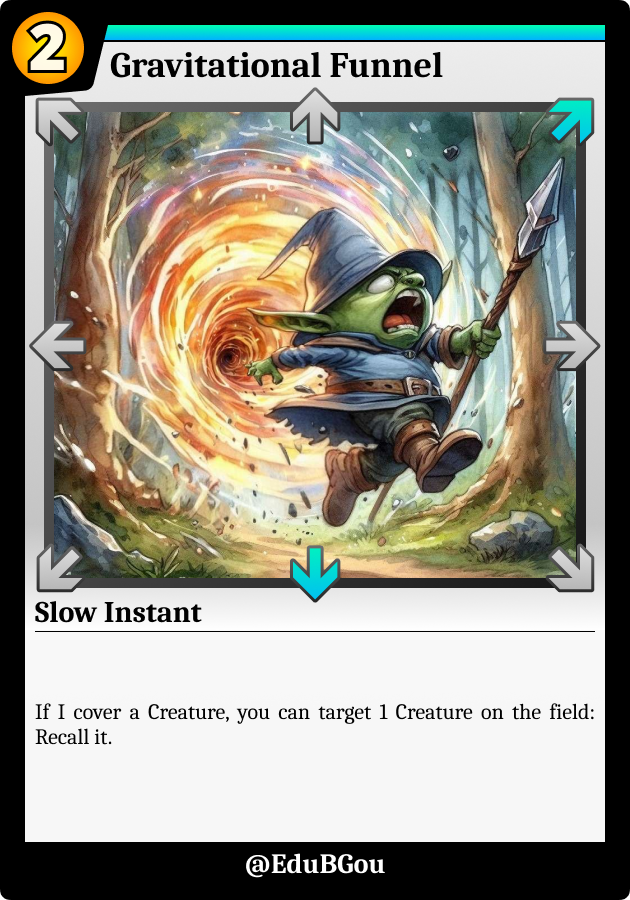 2
Gravitational Funnel
Slow Instant
If I cover a Creature, you can target 1 Creature on the field:
Recall it.
@EduBGou